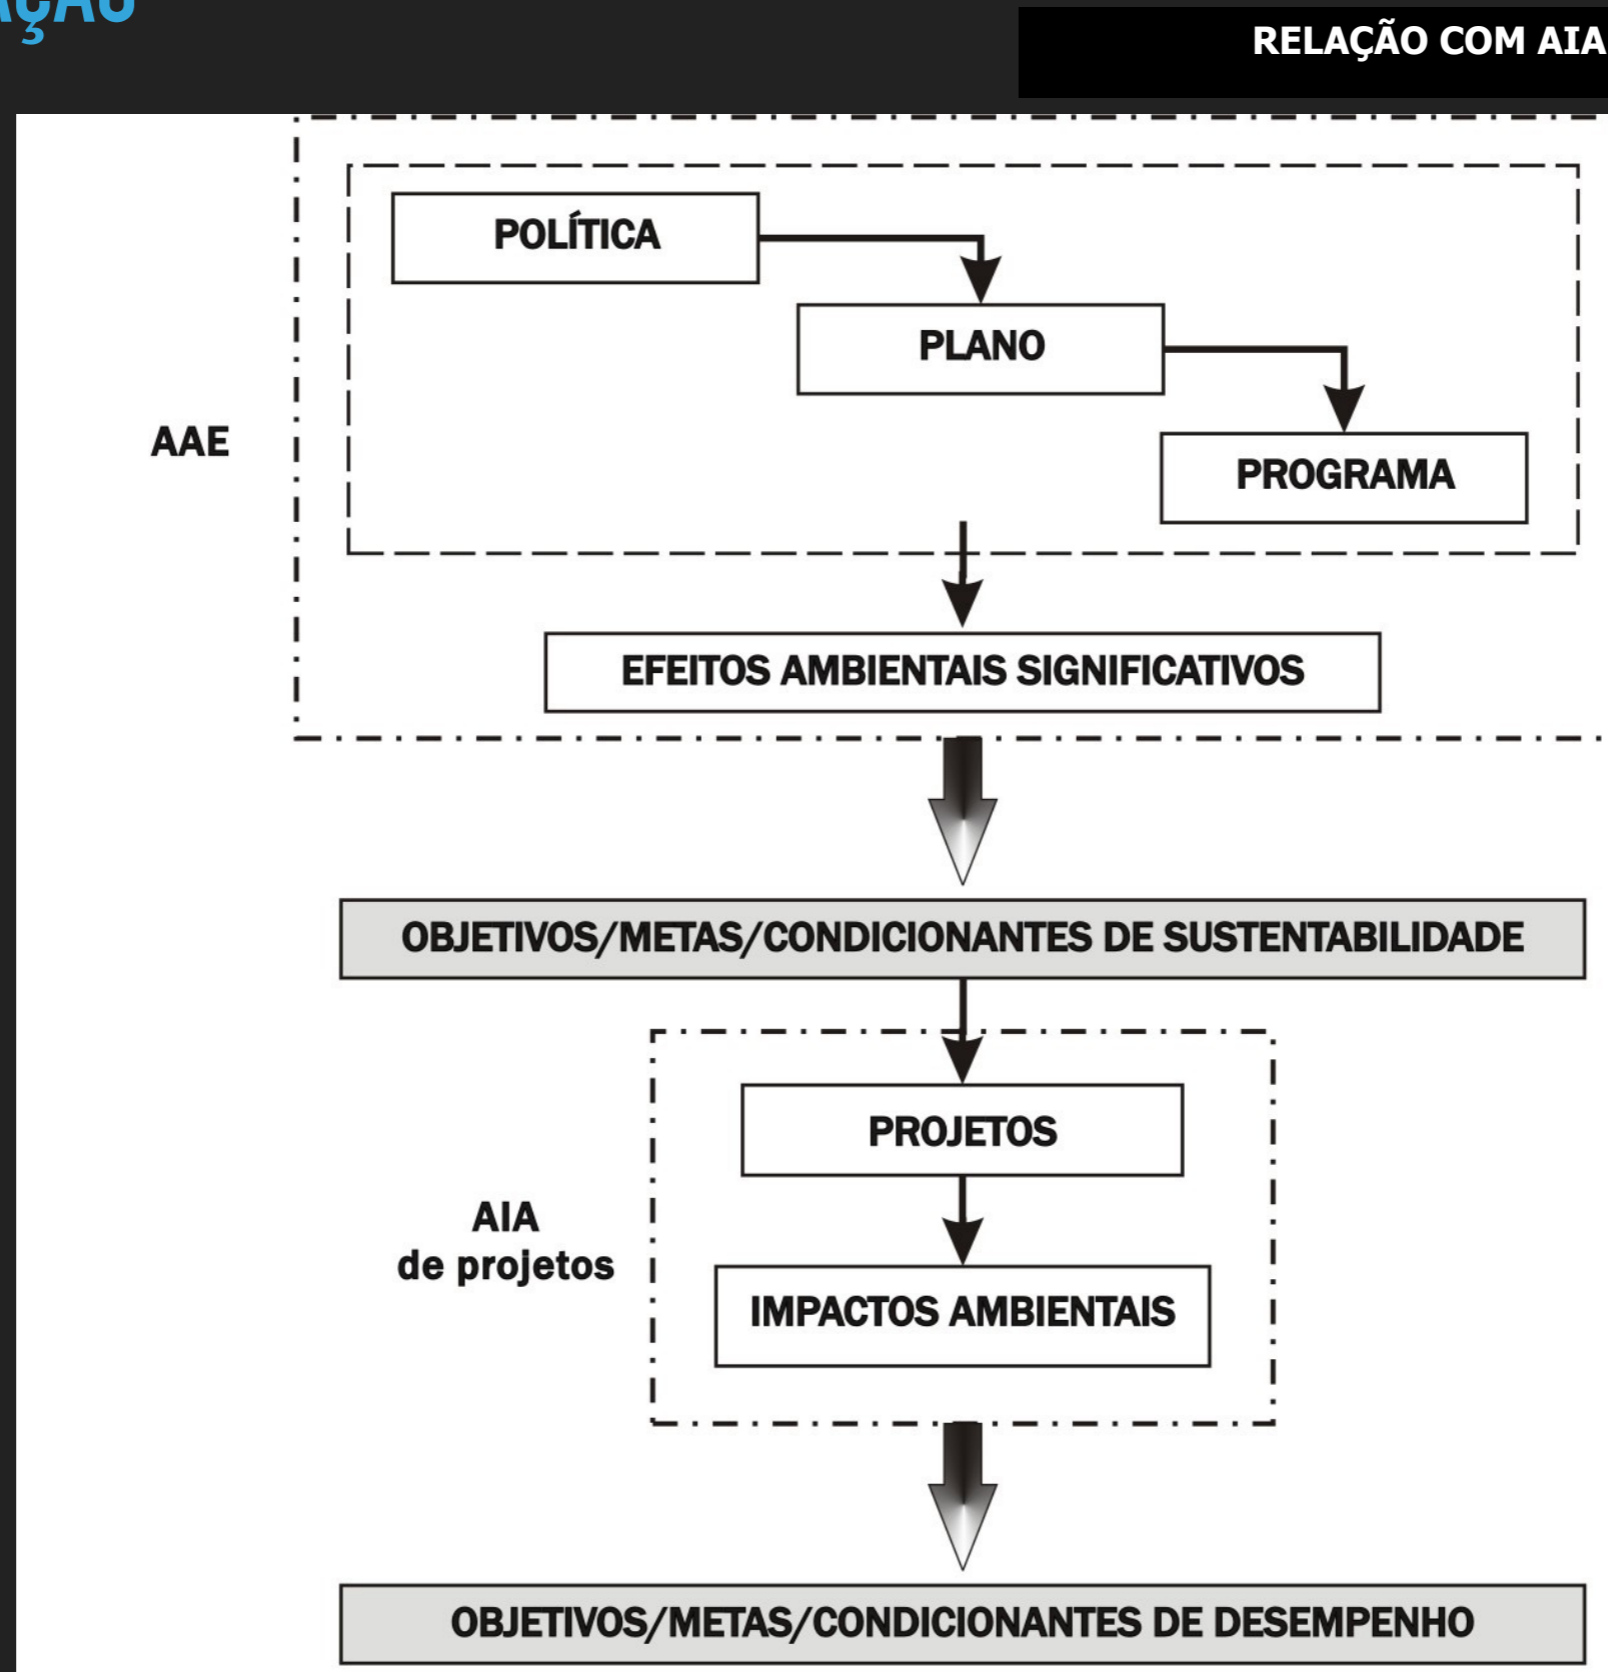 RELAÇÃO COM AIA
POLÍTICA
PLANO
AAE
PROGRAMA
EFEITOS AMBIENTAIS SIGNIFICATIVOS
OBJETIVOS/METAS/CONDICIONANTES DE SUSTENTABILIDADE
PROJETOS
AIA
de projetos
IMPACTOS AMBIENTAIS
OBJETIVOS/METAS/CONDICIONANTES DE DESEMPENHO